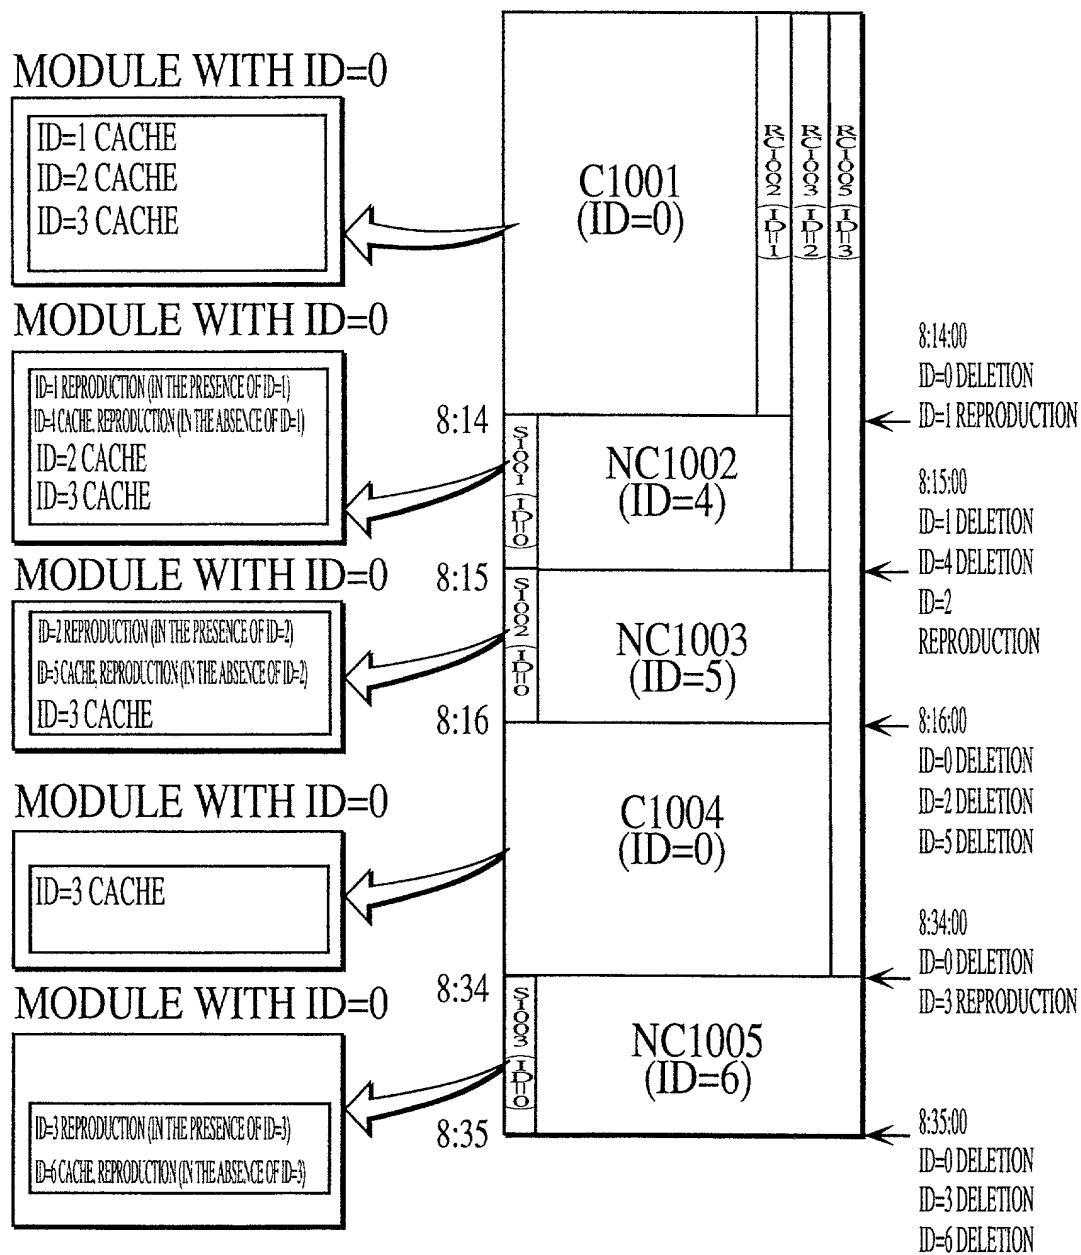 MODULE WITH ID=0
ID=1 CACHE
ID=2 CACHE
ID=3 CACHE
MODULE WITH ID=0
ID=1 REPRODUCTION (IN THE PRESENCE OF ID=1)
ID=4 CACHE, REPRODUCTION (IN THE ABSENCE OF ID=1)
ID=2 CACHE
ID=3 CACHE
MODULE WITH ID=0
ID=2 REPRODUCTION (IN THE PRESENCE OF ID=2)
ID=5 CACHE, REPRODUCTION (IN THE ABSENCE OF ID=2)
ID=3 CACHE
MODULE WITH ID=0
ID=3 CACHE
MODULE WITH ID=0
ID=3 REPRODUCTION (IN THE PRESENCE OF ID=3)
ID=6 CACHE, REPRODUCTION (IN THE ABSENCE OF ID=3)
8:14
8:15
8:16
8:34
8:35
C1001
(ID=0)
RC1002 (ID=1)
RC1003 (ID=2)
RC1005 (ID=3)
S1001 (ID=0)
NC1002
(ID=4)
S1002 (ID=0)
NC1003
(ID=5)
C1004
(ID=0)
S1003 (ID=0)
NC1005
(ID=6)
8:14:00
ID=0 DELETION
ID=1 REPRODUCTION
8:15:00
ID=1 DELETION
ID=4 DELETION
ID=2
REPRODUCTION
8:16:00
ID=0 DELETION
ID=2 DELETION
ID=5 DELETION
8:34:00
ID=0 DELETION
ID=3 REPRODUCTION
8:35:00
ID=0 DELETION
ID=3 DELETION
ID=6 DELETION